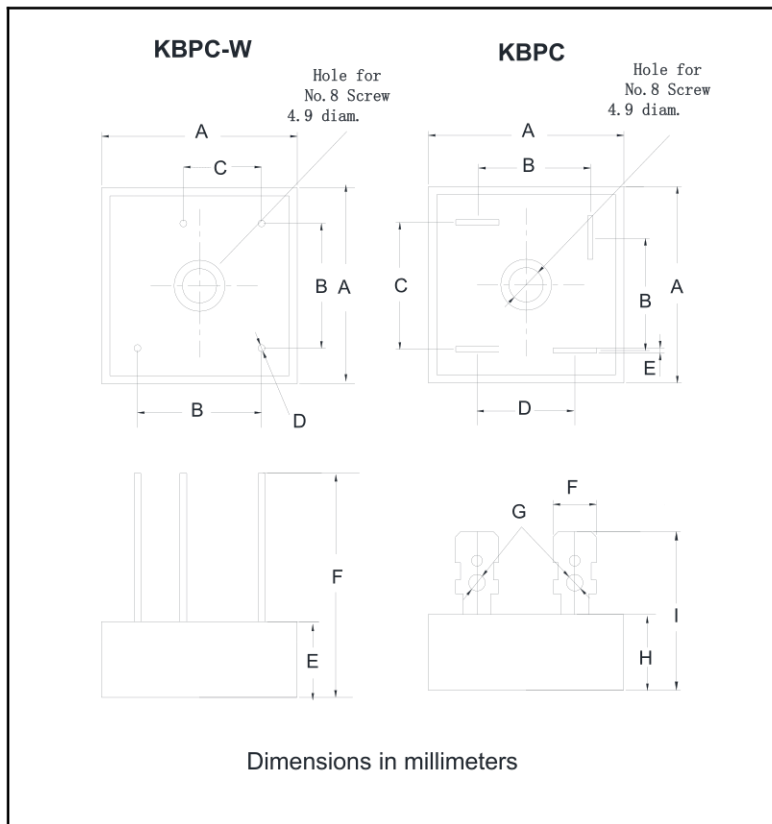 KBPC-W
Hole for
No.8 Screw
4.9 diam.
A
C
B
A
B
D
F
E
KBPC
Hole for
No.8 Screw
4.9 diam.
A
B
C
B
A
E
D
F
G
I
H
Dimensions in millimeters